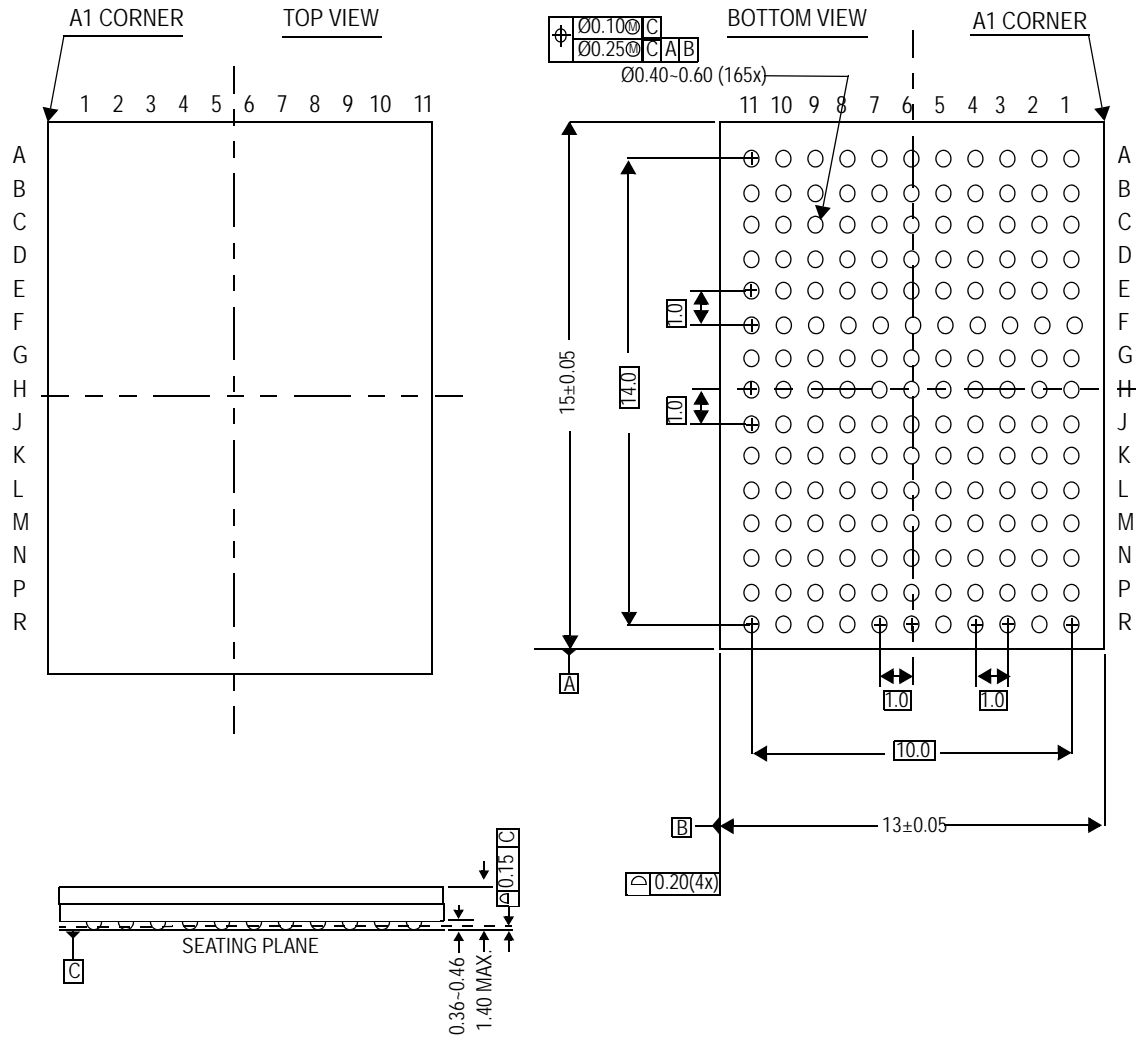 A1 CORNER
TOP VIEW
1 2 3 4 5 6 7 8 9 10 11
A
B
C
D
E
F
G
H
J
K
L
M
N
P
R
Ø0.10Ⓜ C
Ø0.25Ⓜ C A B
Ø0.40~0.60 (165x)
BOTTOM VIEW
A1 CORNER
11 10 9 8 7 6 5 4 3 2 1
A
B
C
D
E
F
G
H
J
K
L
M
N
P
R
1.0
1.0
14.0
15±0.05
A
1.0
1.0
10.0
B
13±0.05
0.20(4x)
0.15 C
SEATING PLANE
C
0.36~0.46
1.40 MAX.